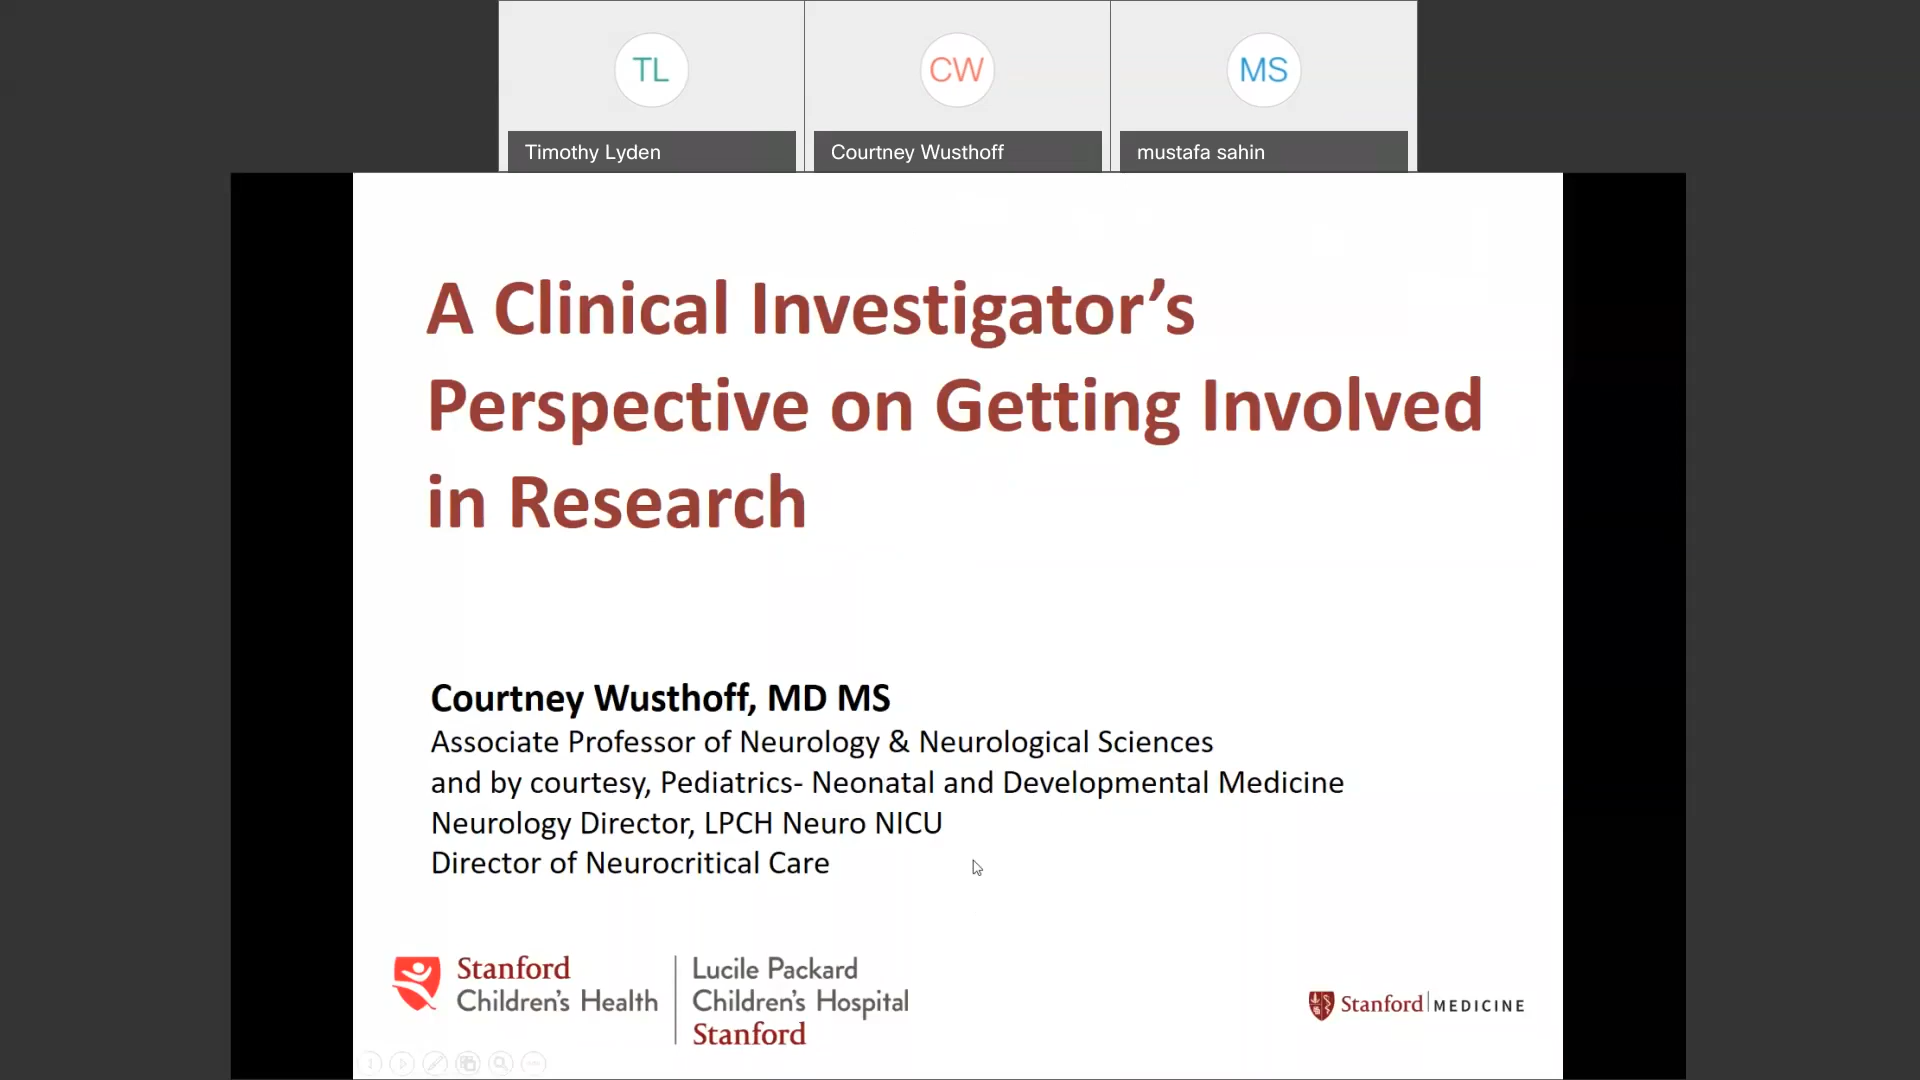 TL
CW
MS
Timothy Lyden
Courtney Wusthoff
mustafa sahin
A Clinical Investigator’s
Perspective on Getting Involved
in Research
Courtney Wusthoff, MD MS
Associate Professor of Neurology & Neurological Sciences
and by courtesy, Pediatrics- Neonatal and Developmental Medicine
Neurology Director, LPCH Neuro NICU
Director of Neurocritical Care
Stanford
Children’s Health
Lucile Packard
Children’s Hospital
Stanford
Stanford MEDICINE